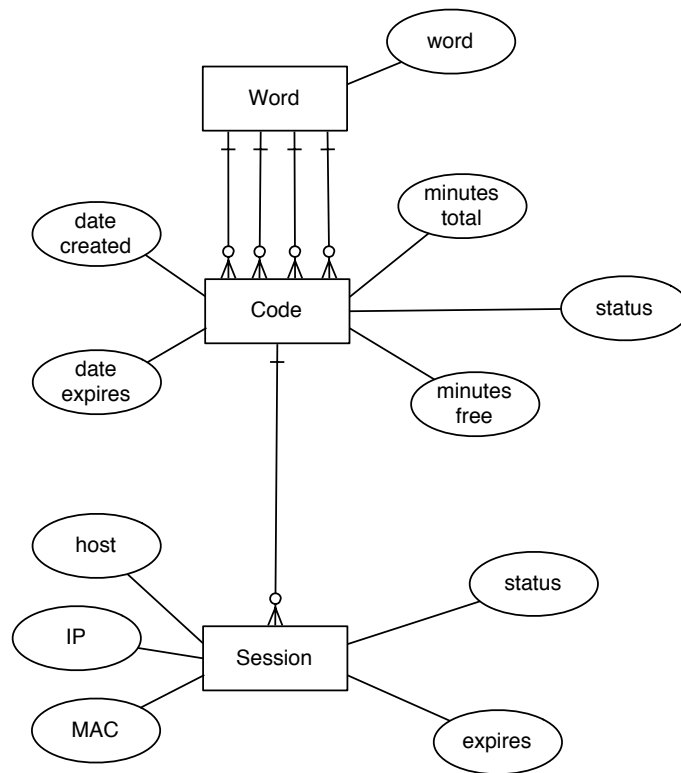 word
Word
minutes
total
date
created
status
Code
date
expires
minutes
free
host
status
IP
Session
MAC
expires